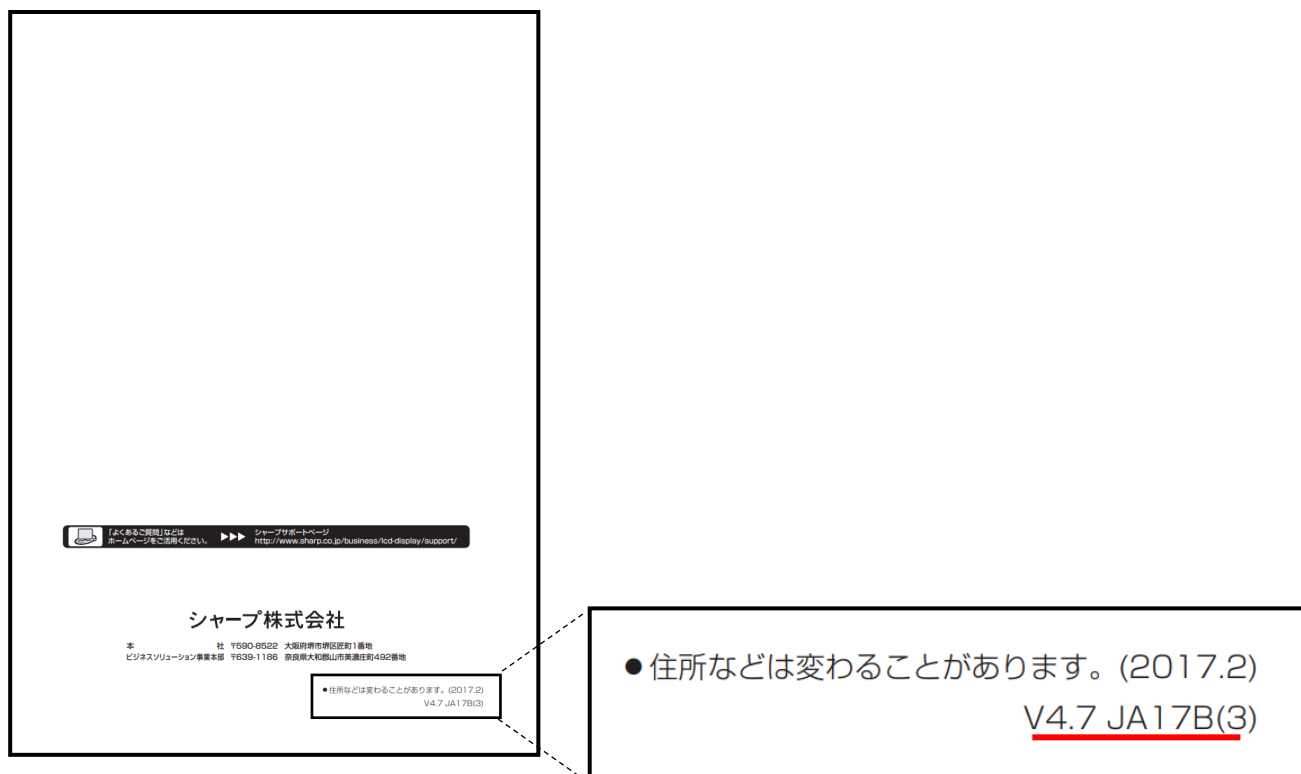 「よくあるご質問」などは
ホームページをご活用ください。 ▶▶▶ シャープサポートページ
http://www.sharp.co.jp/business/lcd-display/support/
シャープ株式会社
本 社 〒590-8522 大阪府堺市堺区匠町1番地
ビジネスソリューション事業本部 〒639-1186 奈良県大和郡山市美濃庄町492番地
●住所などは変わることがあります。(2017.2)
V4.7 JA17B(3)
●住所などは変わることがあります。(2017.2)
V4.7 JA17B(3)